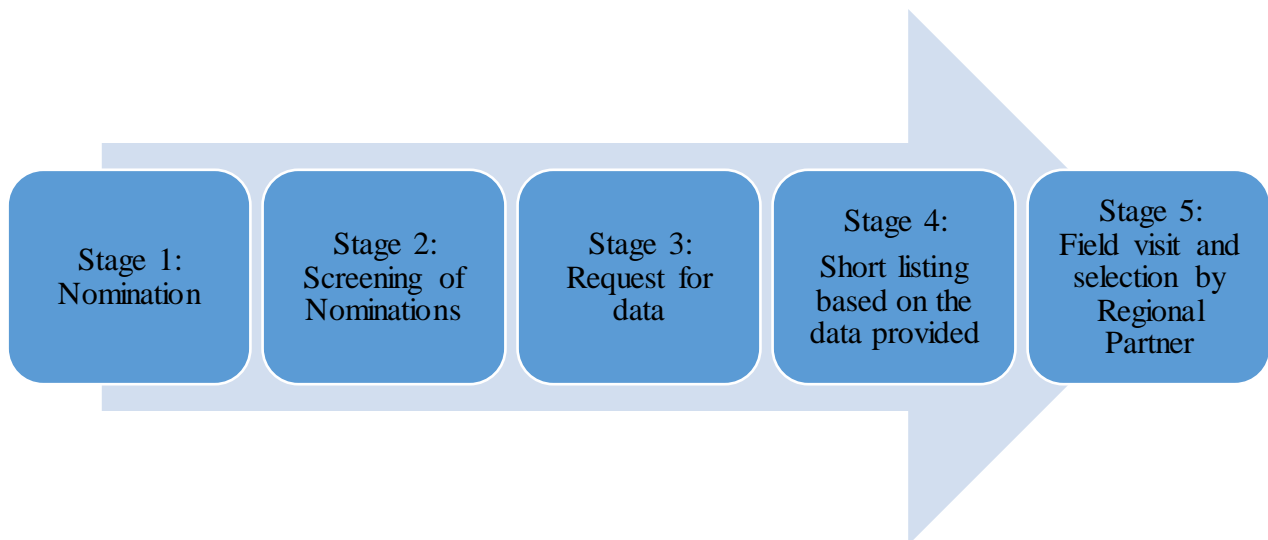 Stage 1:
Nomination
Stage 2:
Screening of
Nominations
Stage 3:
Request for
data
Stage 4:
Short listing
based on the
data provided
Stage 5:
Field visit and
selection by
Regional
Partner